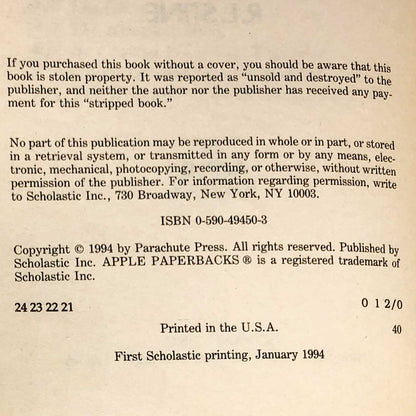 If you purchased this book without a cover, you should be aware that this
book is stolen property. It was reported as “unsold and destroyed” to the
publisher, and neither the author nor the publisher has received any pay-
ment for this “stripped book.”
No part of this publication may be reproduced in whole or in part, or stored
in a retrieval system, or transmitted in any form or by any means, elec-
tronic, mechanical, photocopying, recording, or otherwise, without written
permission of the publisher. For information regarding permission, write
to Scholastic Inc., 730 Broadway, New York, NY 10003.
ISBN 0-590-49450-3
Copyright © 1994 by Parachute Press. All rights reserved. Published by
Scholastic Inc. APPLE PAPERBACKS ® is a registered trademark of
Scholastic Inc.
24 23 22 21 0 1 2/0
Printed in the U.S.A. 40
First Scholastic printing, January 1994